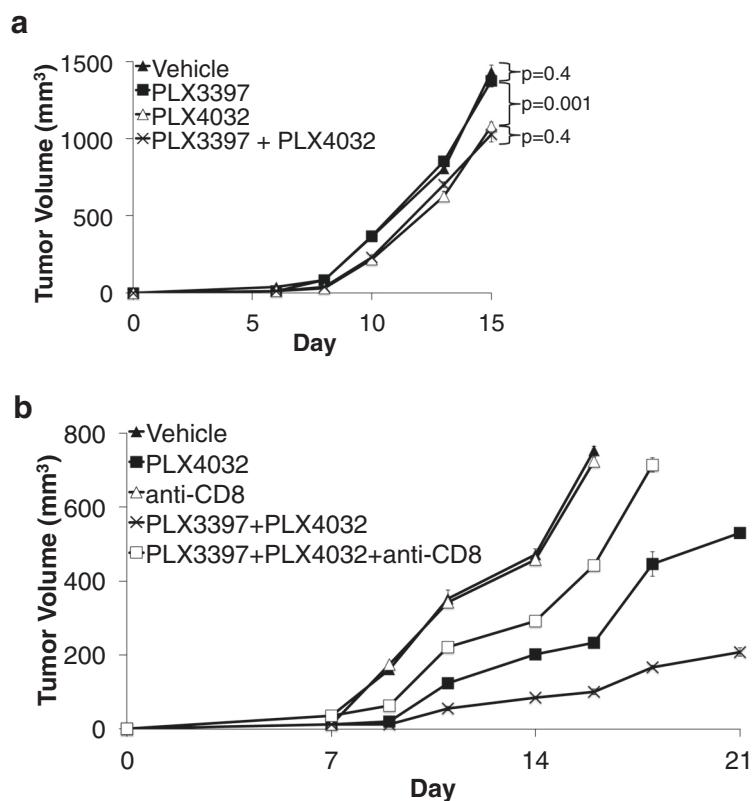 a
Tumor Volume (mm³)
1500
1000
500
0
Vehicle
PLX3397
PLX4032
PLX3397 + PLX4032
p=0.4
p=0.001
p=0.4
0 5 10 15
Day
b
Tumor Volume (mm³)
800
600
400
200
0
Vehicle
PLX4032
anti-CD8
PLX3397+PLX4032
PLX3397+PLX4032+anti-CD8
0 7 14 21
Day